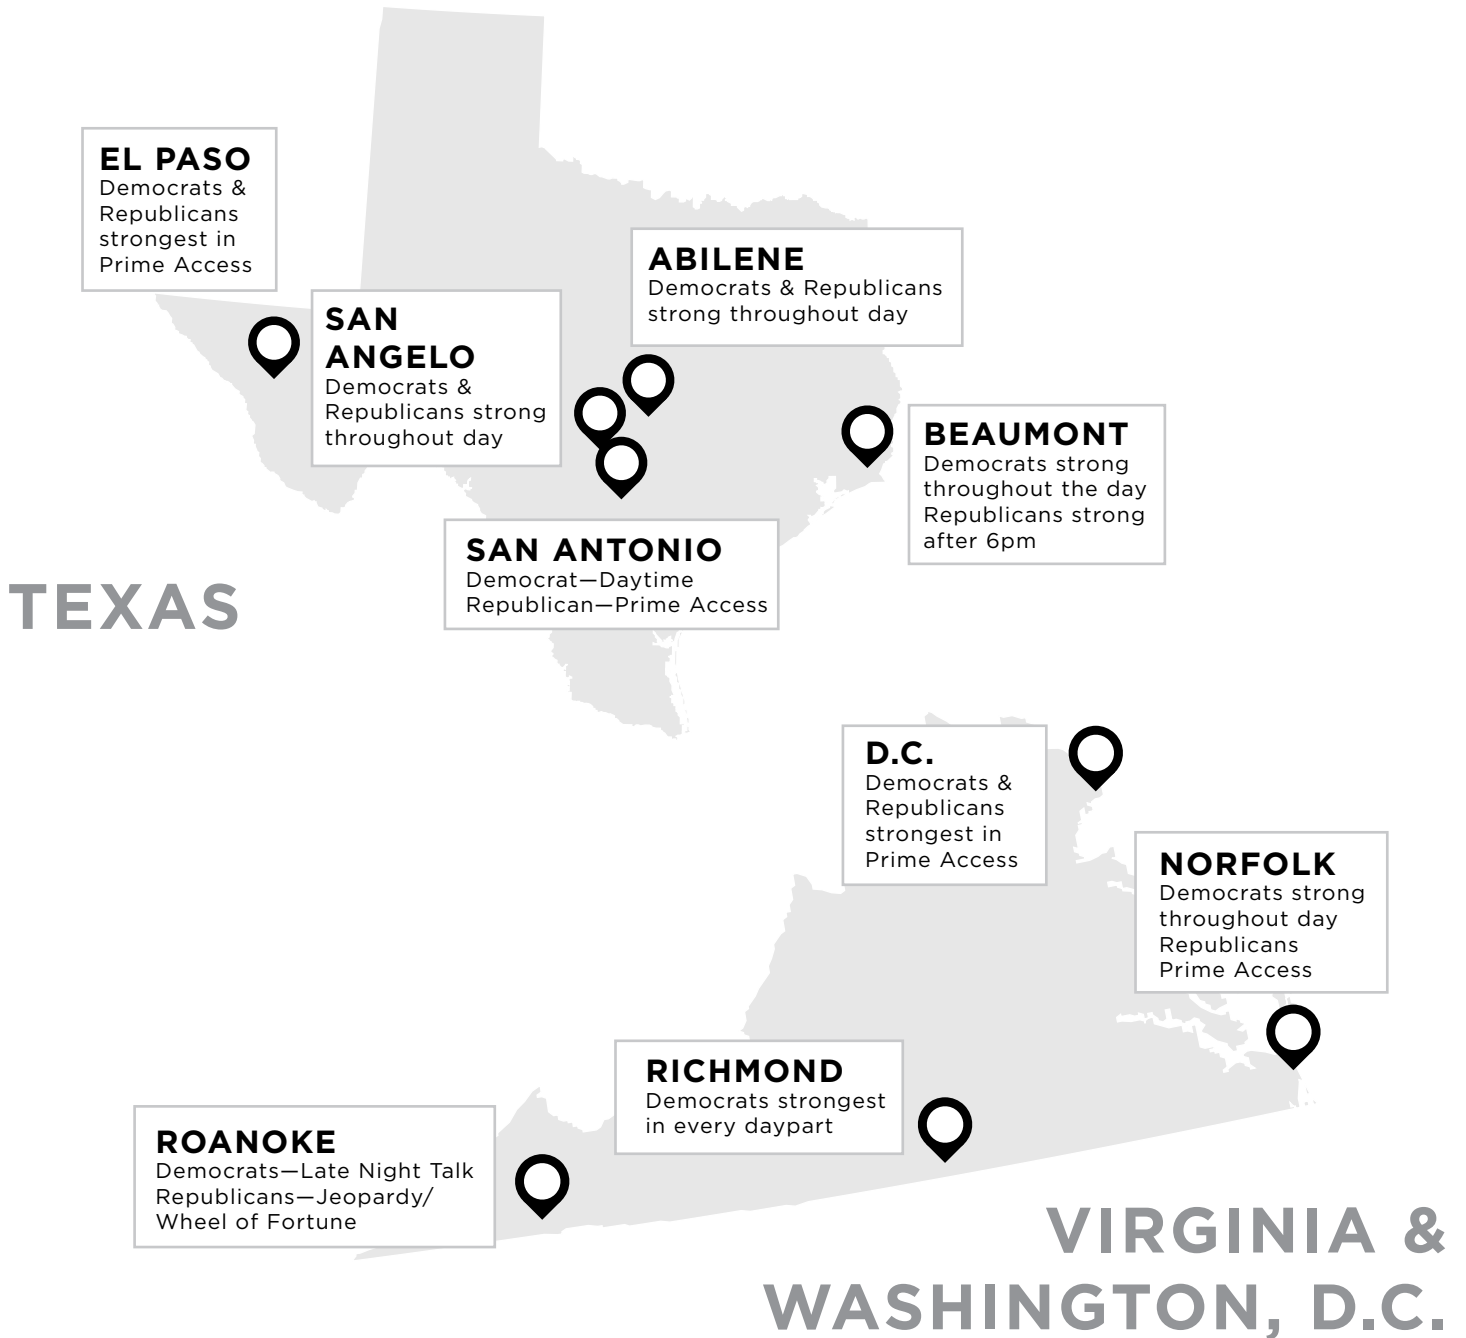 EL PASO
Democrats &
Republicans
strongest in
Prime Access
SAN
ANGELO
Democrats &
Republicans strong
throughout day
ABILENE
Democrats & Republicans
strong throughout day
BEAUMONT
Democrats strong
throughout the day
Republicans strong
after 6pm
SAN ANTONIO
Democrat—Daytime
Republican—Prime Access
TEXAS
D.C.
Democrats &
Republicans
strongest in
Prime Access
NORFOLK
Democrats strong
throughout day
Republicans
Prime Access
RICHMOND
Democrats strongest
in every daypart
ROANOKE
Democrats—Late Night Talk
Republicans—Jeopardy/
Wheel of Fortune
VIRGINIA &
WASHINGTON, D.C.